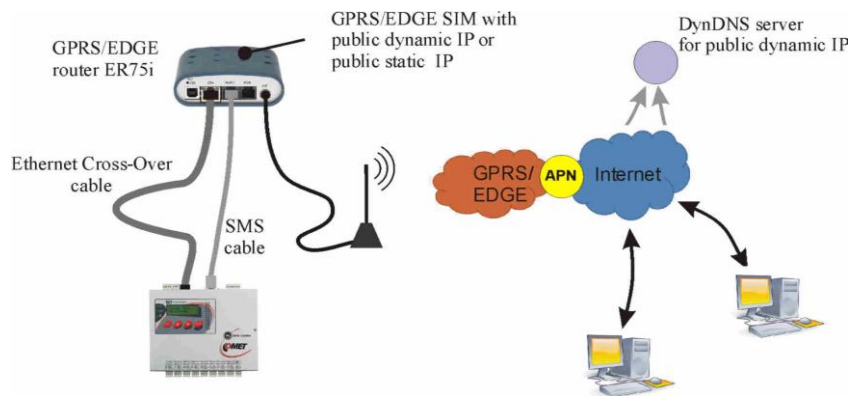 GPRS/EDGE SIM with
public dynamic IP or
public static IP
GPRS/EDGE
router ER75i
DynDNS server
for public dynamic IP
Ethernet Cross-Over
cable
SMS
cable
GPRS/
EDGE
APN
Internet
COMET